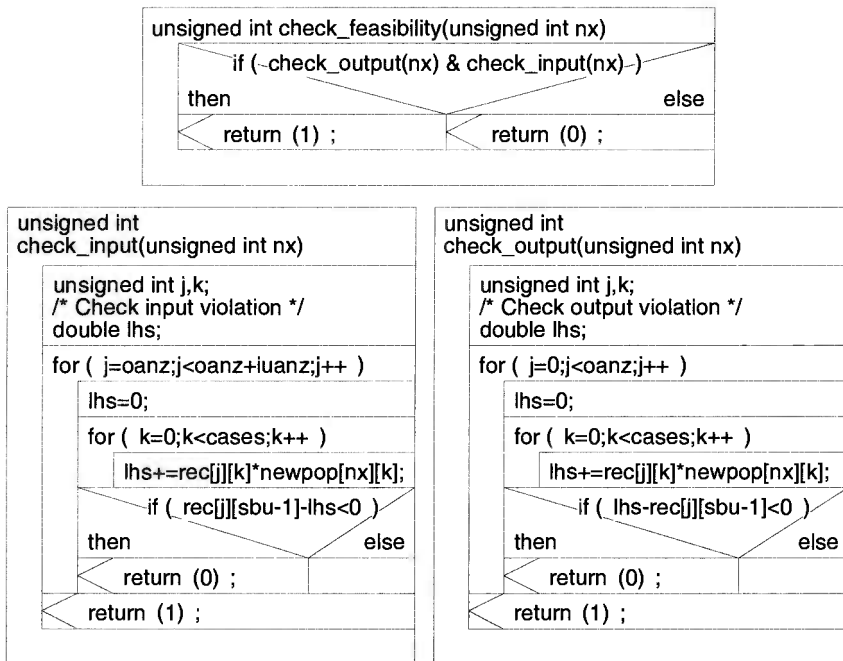 unsigned int check_feasibility(unsigned int nx)
if ( check_output(nx) & check_input(nx) )
then else
return (1) ; return (0) ;
unsigned int
check_input(unsigned int nx)
unsigned int j,k;
/* Check input violation */
double lhs;
for ( j=oanz;j<oanz+iuanz;j++ )
lhs=0;
for ( k=0;k<cases;k++ )
lhs+=rec[j][k]*newpop[nx][k];
if ( rec[j][sbu-1]-lhs<0 )
then else
return (0) ;
return (1) ;
unsigned int
check_output(unsigned int nx)
unsigned int j,k;
/* Check output violation */
double lhs;
for ( j=0;j<oanz;j++ )
lhs=0;
for ( k=0;k<cases;k++ )
lhs+=rec[j][k]*newpop[nx][k];
if ( lhs-rec[j][sbu-1]<0 )
then else
return (0) ;
return (1) ;